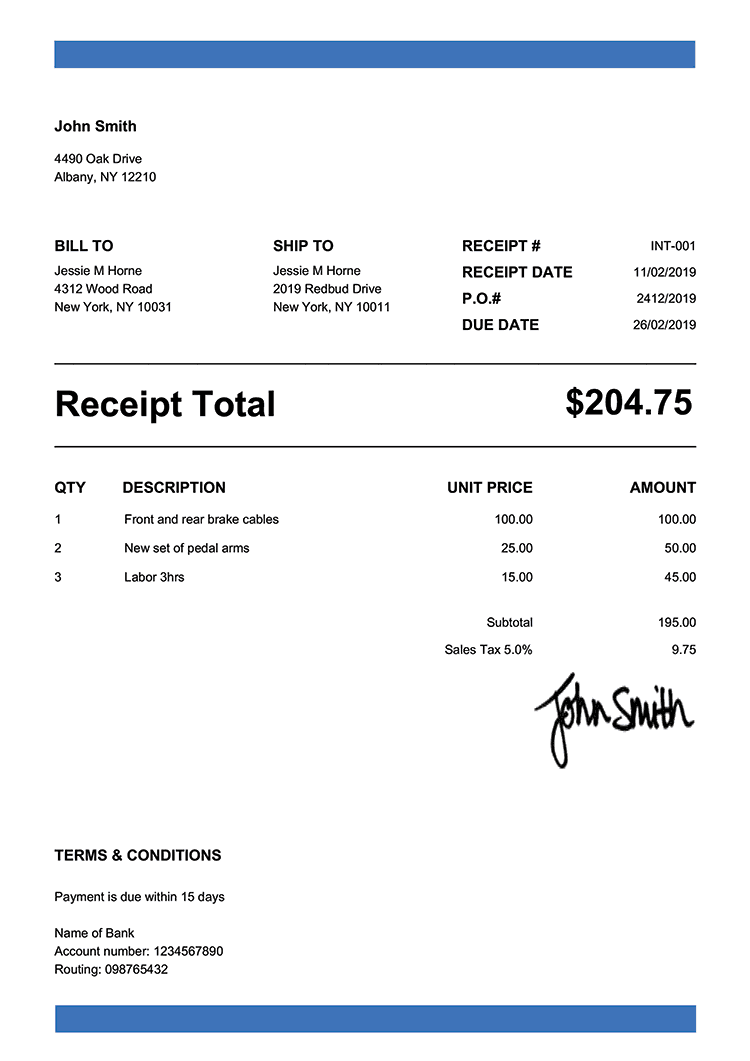 John Smith
4490 Oak Drive
Albany, NY 12210
BILL TO
Jessie M Horne
4312 Wood Road
New York, NY 10031
SHIP TO
Jessie M Horne
2019 Redbud Drive
New York, NY 10011
RECEIPT # INT-001
RECEIPT DATE 11/02/2019
P.O.# 2412/2019
DUE DATE 26/02/2019
Receipt Total $204.75
QTY DESCRIPTION UNIT PRICE AMOUNT
1 Front and rear brake cables 100.00 100.00
2 New set of pedal arms 25.00 50.00
3 Labor 3hrs 15.00 45.00
Subtotal 195.00
Sales Tax 5.0% 9.75
John Smith
TERMS & CONDITIONS
Payment is due within 15 days
Name of Bank
Account number: 1234567890
Routing: 098765432